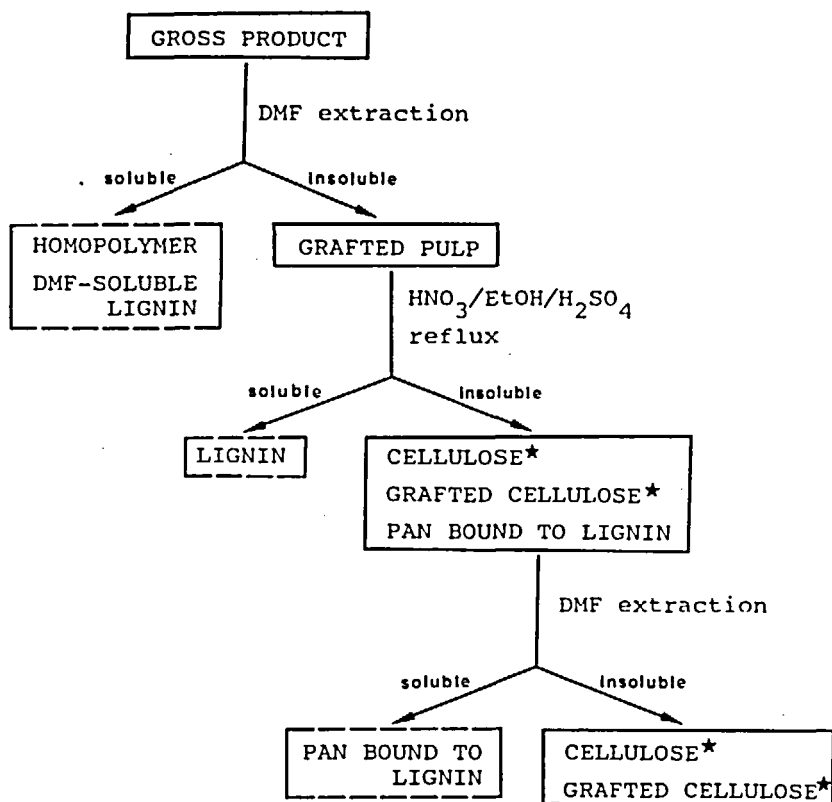 GROSS PRODUCT
DMF extraction
soluble
insoluble
HOMOPOLYMER
DMF-SOLUBLE
LIGNIN
GRAFTED PULP
HNO₃/EtOH/H₂SO₄
reflux
soluble
insoluble
LIGNIN
CELLULOSE★
GRAFTED CELLULOSE★
PAN BOUND TO LIGNIN
DMF extraction
soluble
insoluble
PAN BOUND TO
LIGNIN
CELLULOSE★
GRAFTED CELLULOSE★